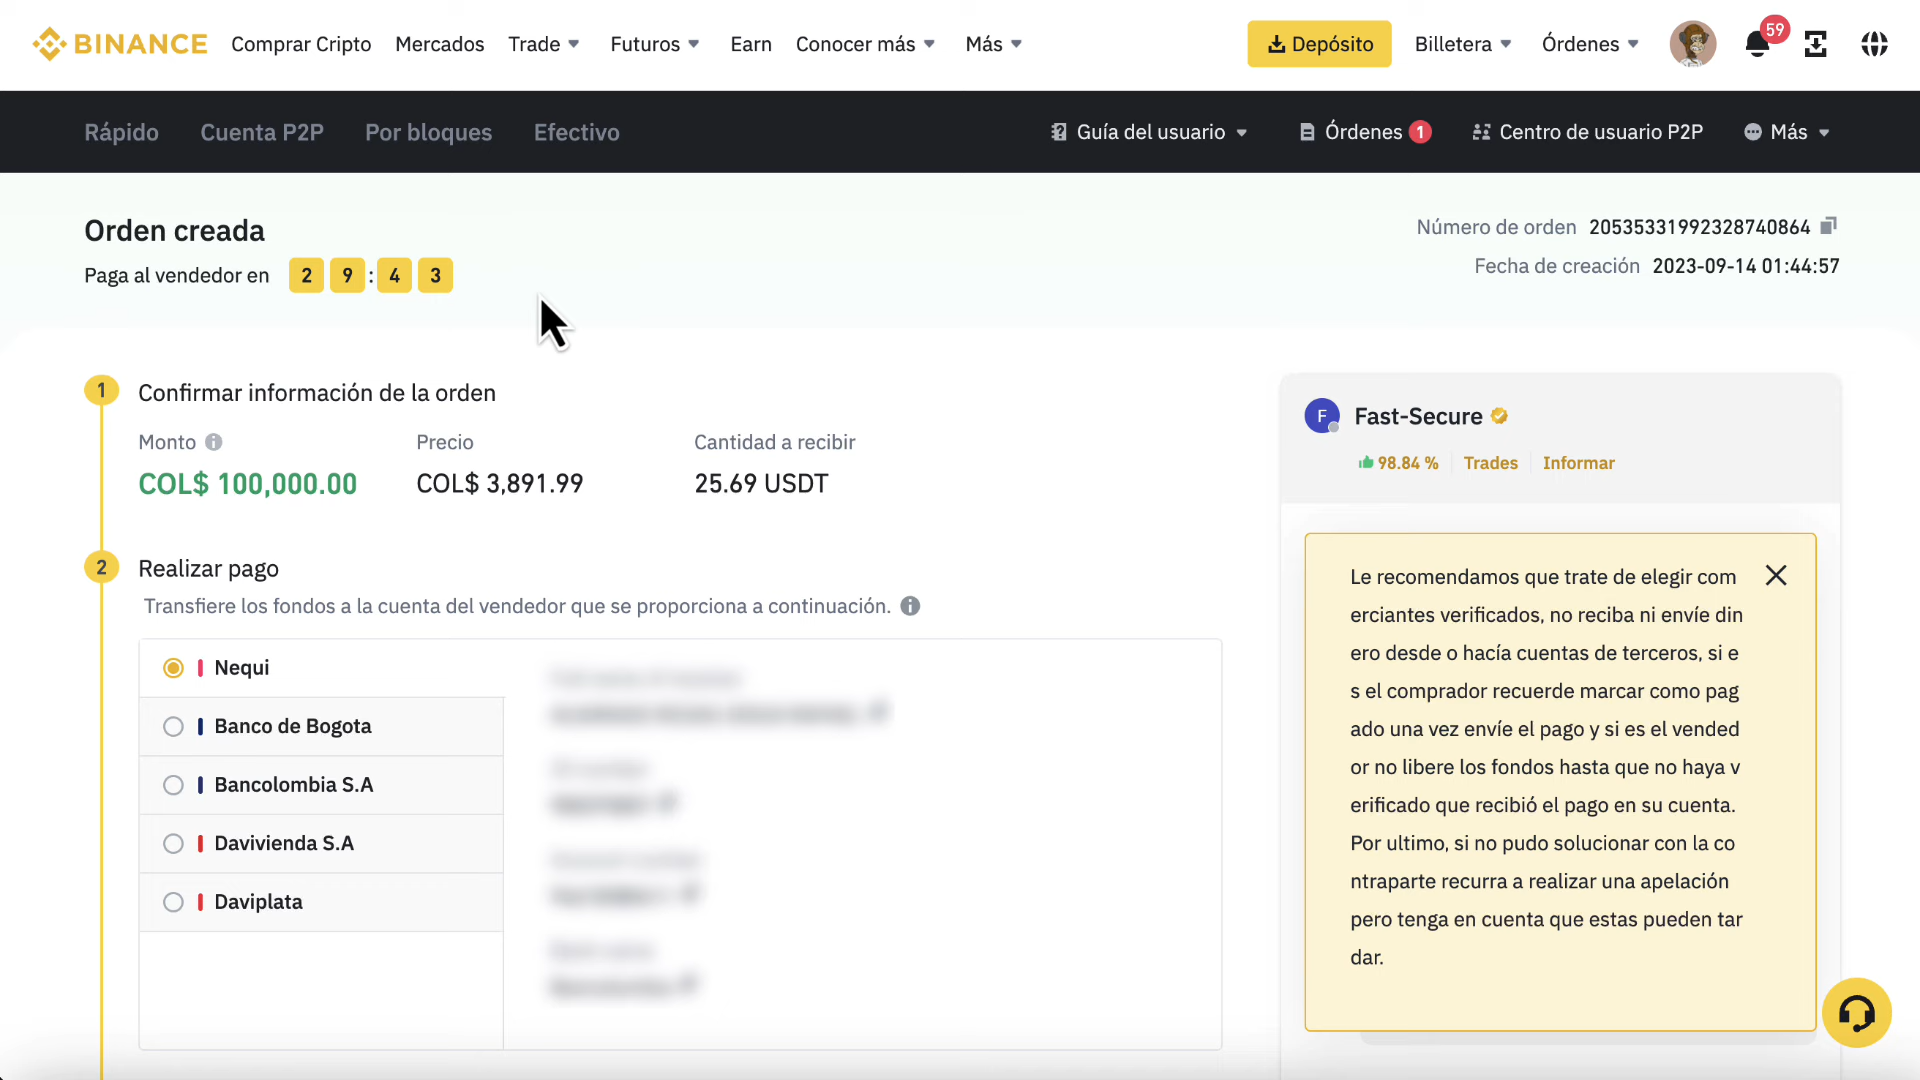 BINANCE Comprar Cripto Mercados Trade Futuros Earn Conocer más Más Depósito Billetera Órdenes 59
Rápido Cuenta P2P Por bloques Efectivo Guía del usuario Órdenes 1 Centro de usuario P2P Más
Orden creada
Número de orden 20535331992328740864
Paga al vendedor en 2 9 : 4 3
Fecha de creación 2023-09-14 01:44:57
1 Confirmar información de la orden
Monto Precio Cantidad a recibir
COL$ 100,000.00 COL$ 3,891.99 25.69 USDT
2 Realizar pago
Transfiere los fondos a la cuenta del vendedor que se proporciona a continuación.
Nequi
Banco de Bogota
Bancolombia S.A
Davivienda S.A
Daviplata
F Fast-Secure
98.84 % Trades Informar
Le recomendamos que trate de elegir com
erciantes verificados, no reciba ni envíe din
ero desde o hacía cuentas de terceros, si e
s el comprador recuerde marcar como pag
ado una vez envíe el pago y si es el vended
or no libere los fondos hasta que no haya v
erificado que recibió el pago en su cuenta.
Por ultimo, si no pudo solucionar con la co
ntraparte recurra a realizar una apelación
pero tenga en cuenta que estas pueden tar
dar.